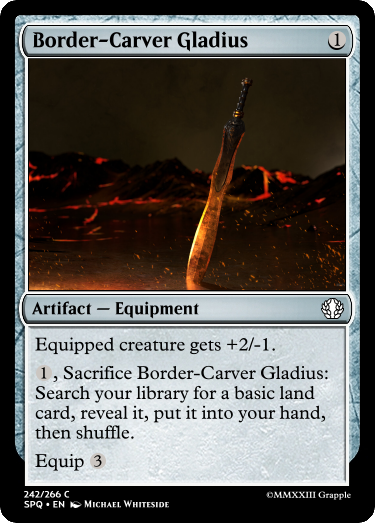 Border-Carver Gladius 1
Artifact — Equipment
Equipped creature gets +2/-1.
1, Sacrifice Border-Carver Gladius:
Search your library for a basic land
card, reveal it, put it into your hand,
then shuffle.
Equip 3
242/266 C
SPQ • EN Michael Whiteside
©MMXXIII Grapple